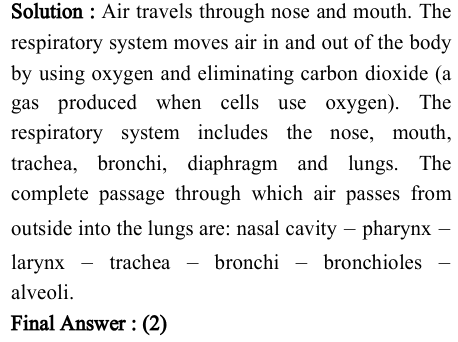 Solution : Air travels through nose and mouth. The
respiratory system moves air in and out of the body
by using oxygen and eliminating carbon dioxide (a
gas produced when cells use oxygen). The
respiratory system includes the nose, mouth,
trachea, bronchi, diaphragm and lungs. The
complete passage through which air passes from
outside into the lungs are: nasal cavity – pharynx –
larynx – trachea – bronchi – bronchioles –
alveoli.
Final Answer : (2)